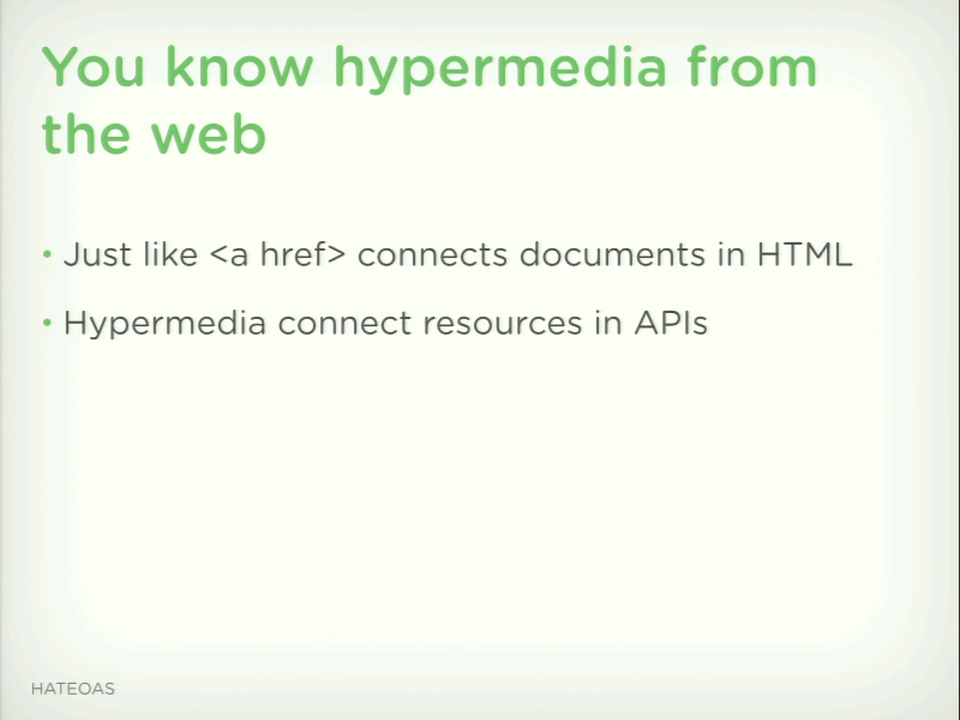 You know hypermedia from
the web
• Just like <a href> connects documents in HTML
• Hypermedia connect resources in APIs
HATEOAS